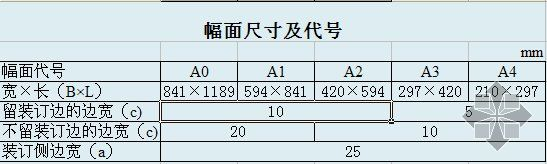 幅面尺寸及代号
mm
幅面代号 A0 A1 A2 A3 A4
宽×长（B×L） 841×1189 594×841 420×594 297×420 210×297
留装订边的边宽（c） 10 5
不留装订边的边宽（c） 20 10
装订侧边宽（a） 25